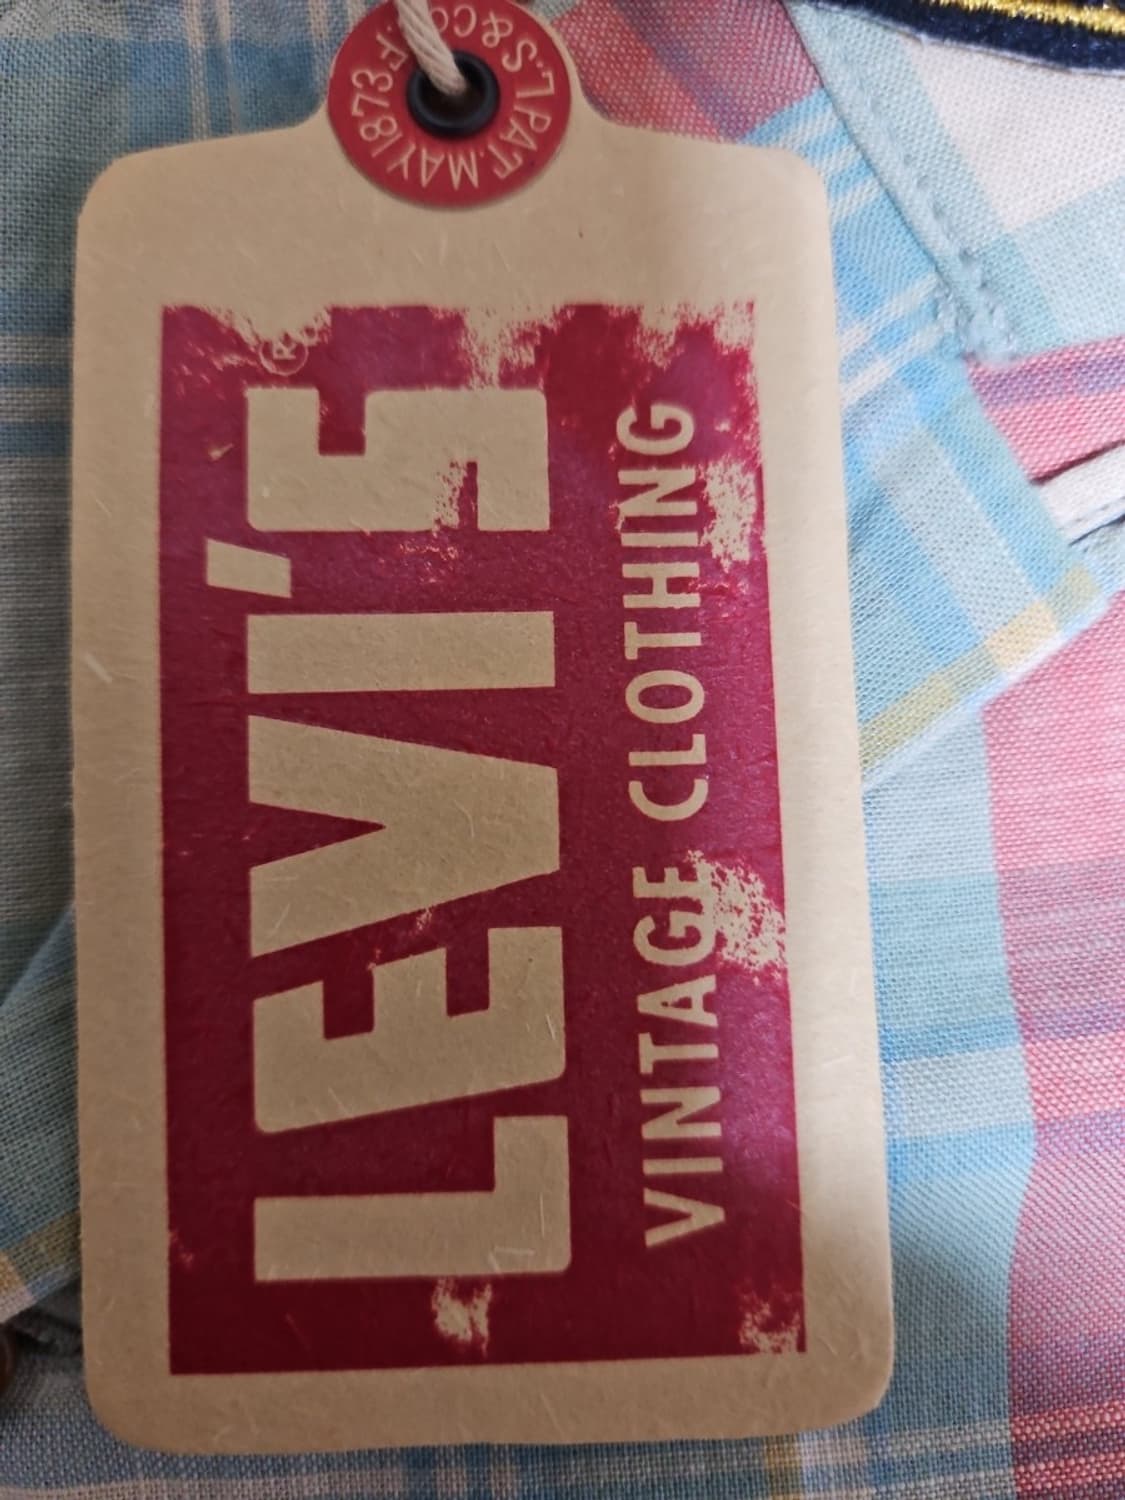 L.S.&CO. F. PAT. MAY 1873
LEVI'S®
VINTAGE CLOTHING